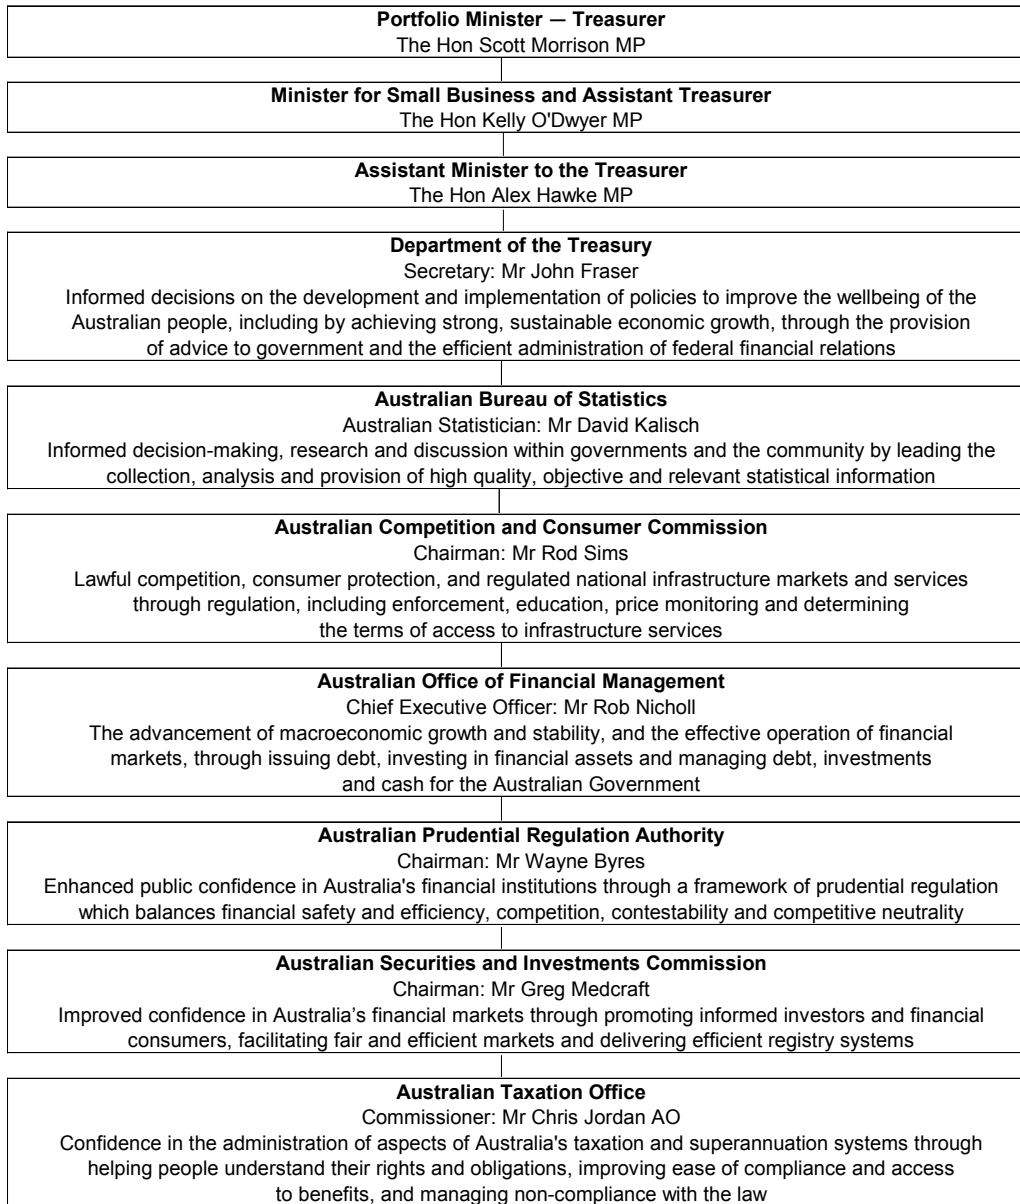 Portfolio Minister — Treasurer
The Hon Scott Morrison MP
Minister for Small Business and Assistant Treasurer
The Hon Kelly O'Dwyer MP
Assistant Minister to the Treasurer
The Hon Alex Hawke MP
Department of the Treasury
Secretary: Mr John Fraser
Informed decisions on the development and implementation of policies to improve the wellbeing of the
Australian people, including by achieving strong, sustainable economic growth, through the provision
of advice to government and the efficient administration of federal financial relations
Australian Bureau of Statistics
Australian Statistician: Mr David Kalisch
Informed decision-making, research and discussion within governments and the community by leading the
collection, analysis and provision of high quality, objective and relevant statistical information
Australian Competition and Consumer Commission
Chairman: Mr Rod Sims
Lawful competition, consumer protection, and regulated national infrastructure markets and services
through regulation, including enforcement, education, price monitoring and determining
the terms of access to infrastructure services
Australian Office of Financial Management
Chief Executive Officer: Mr Rob Nicholl
The advancement of macroeconomic growth and stability, and the effective operation of financial
markets, through issuing debt, investing in financial assets and managing debt, investments
and cash for the Australian Government
Australian Prudential Regulation Authority
Chairman: Mr Wayne Byres
Enhanced public confidence in Australia's financial institutions through a framework of prudential regulation
which balances financial safety and efficiency, competition, contestability and competitive neutrality
Australian Securities and Investments Commission
Chairman: Mr Greg Medcraft
Improved confidence in Australia’s financial markets through promoting informed investors and financial
consumers, facilitating fair and efficient markets and delivering efficient registry systems
Australian Taxation Office
Commissioner: Mr Chris Jordan AO
Confidence in the administration of aspects of Australia's taxation and superannuation systems through
helping people understand their rights and obligations, improving ease of compliance and access
to benefits, and managing non-compliance with the law